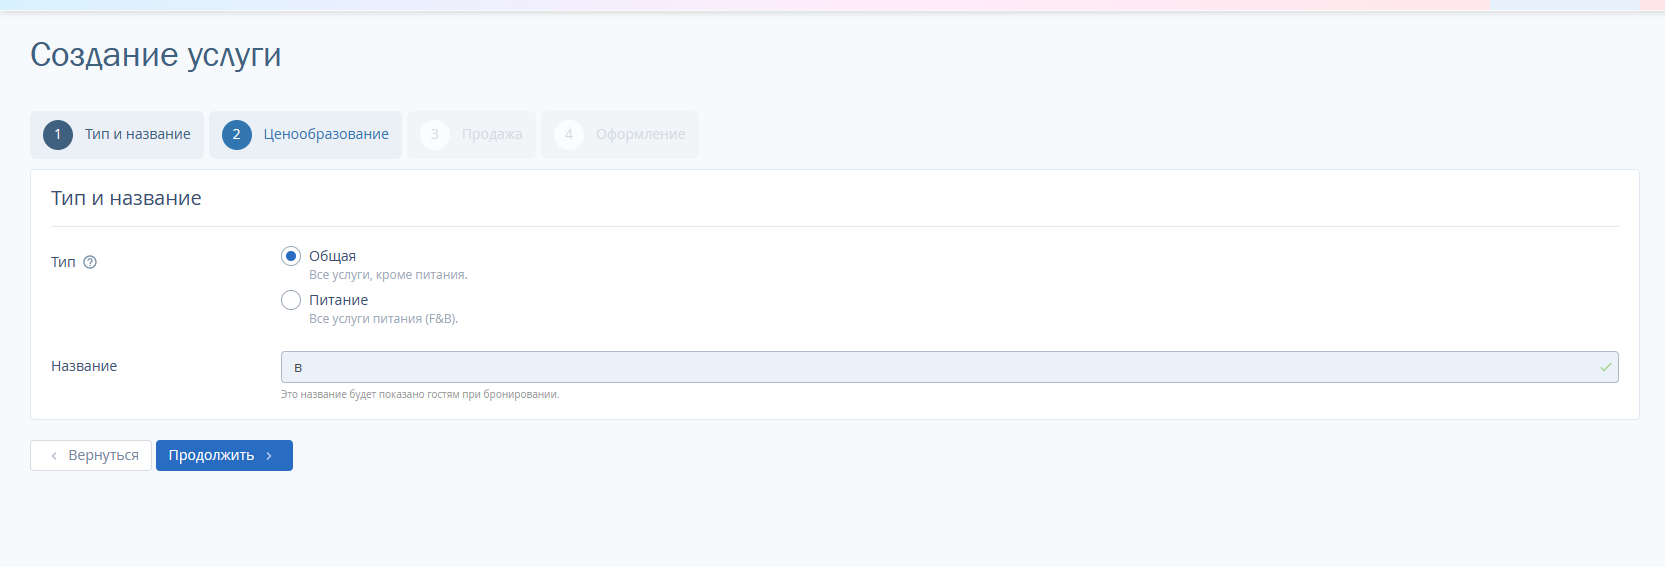 Создание услуги
1 Тип и название 2 Ценообразование 3 Продажа 4 Оформление
Тип и название
Тип ? Общая
Все услуги, кроме питания.
Питание
Все услуги питания (F&B).
Название в
Это название будет показано гостям при бронировании.
Вернуться Продолжить